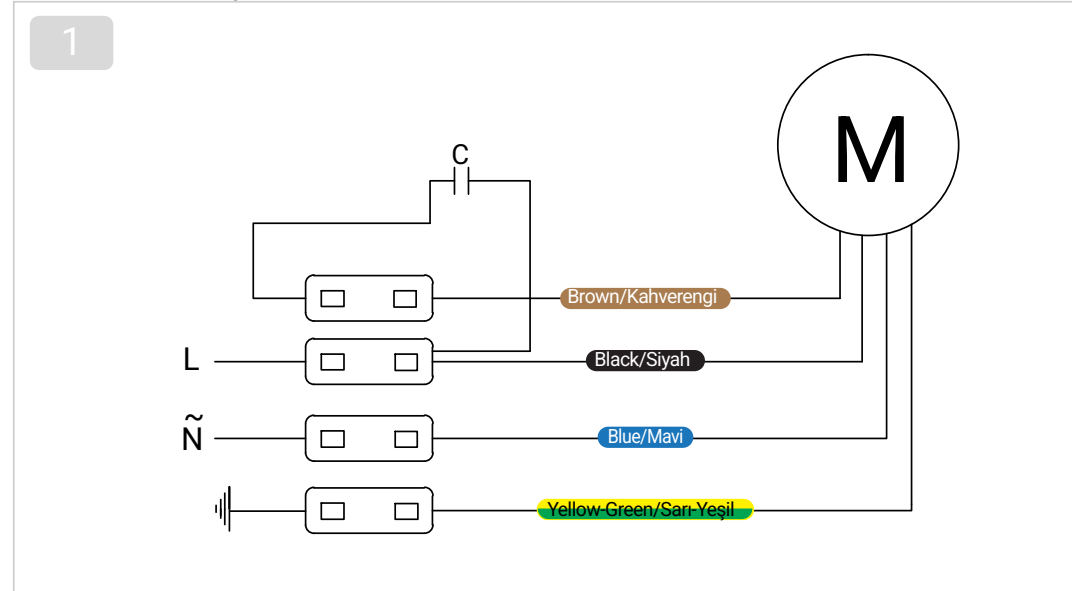 1
C
M
Brown/Kahverengi
L
Black/Siyah
Ñ
Blue/Mavi
Yellow-Green/Sarı-Yeşil